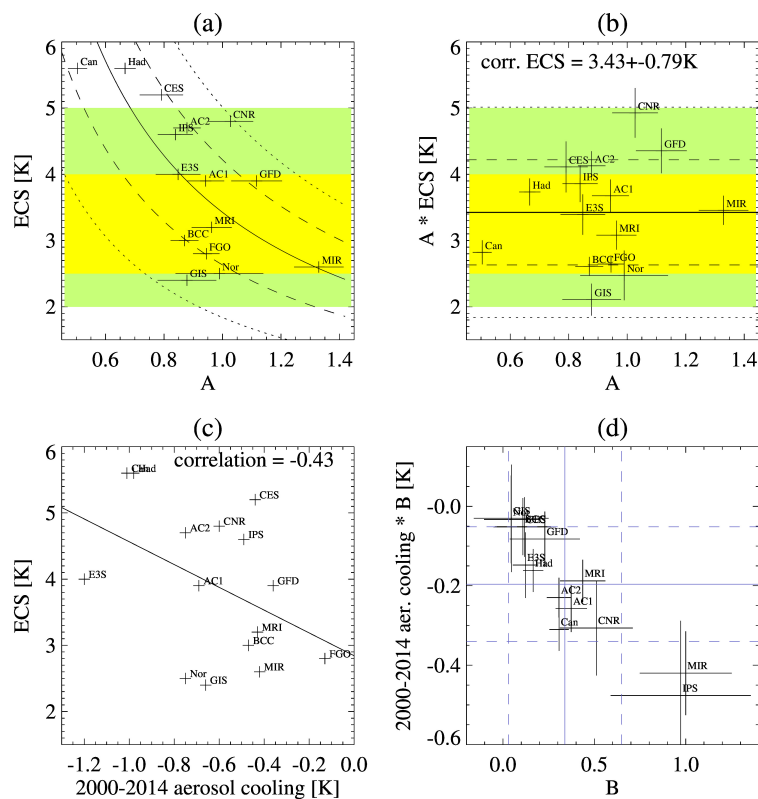 (a)
6
5
4
3
2
ECS [K]
Can
Had
CES
CNR
AC2
IPS
E3S
AC1
GFD
MRI
BCC
FGO
MIR
Nor
GIS
0.6 0.8 1.0 1.2 1.4
A
(b)
corr. ECS = 3.43+-0.79K
6
5
4
3
2
A * ECS [K]
CNR
GFD
AC2
CES
IPS
Had
AC1
MIR
E3S
MRI
Can
FGO
BCC
Nor
GIS
0.6 0.8 1.0 1.2 1.4
A
(c)
correlation = -0.43
6
5
4
3
2
1
ECS [K]
Had
CES
CNR
AC2
IPS
E3S
AC1
GFD
MRI
BCC
FGO
MIR
Nor
GIS
-1.2 -1.0 -0.8 -0.6 -0.4 -0.2 0.0
2000-2014 aerosol cooling [K]
(d)
-0.0
-0.2
-0.4
-0.6
2000-2014 aer. cooling * B [K]
GIS
Nor
GFD
E3S
Had
MRI
AC2
AC1
Can
CNR
MIR
IPS
0.0 0.5 1.0
B